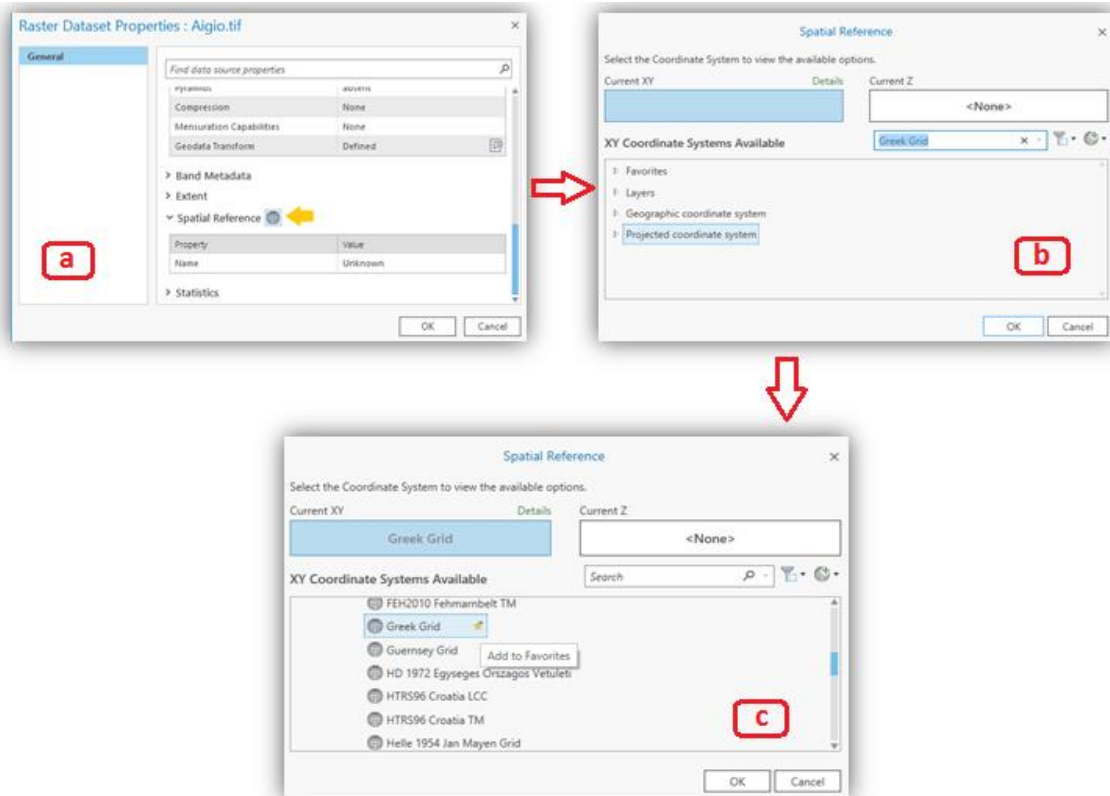 Raster Dataset Properties : Aigio.tif
General
Find data source properties
Pyramids absent
Compression None
Mensuration Capabilities None
Geodata Transform Defined
Band Metadata
Extent
Spatial Reference
Property Value
Name Unknown
Statistics
OK Cancel
a
Spatial Reference
Select the Coordinate System to view the available options.
Current XY Details Current Z
<None>
XY Coordinate Systems Available Greek Grid
Favorites
Layers
Geographic coordinate system
Projected coordinate system
b
OK Cancel
Spatial Reference
Select the Coordinate System to view the available options.
Current XY Details Current Z
Greek Grid <None>
XY Coordinate Systems Available Search
FEH2010 Fehmarnbelt TM
Greek Grid
Guernsey Grid
Add to Favorites
HD 1972 Egyseges Orszagos Vetuleti
HTRS96 Croatia LCC
HTRS96 Croatia TM
Helle 1954 Jan Mayen Grid
c
OK Cancel